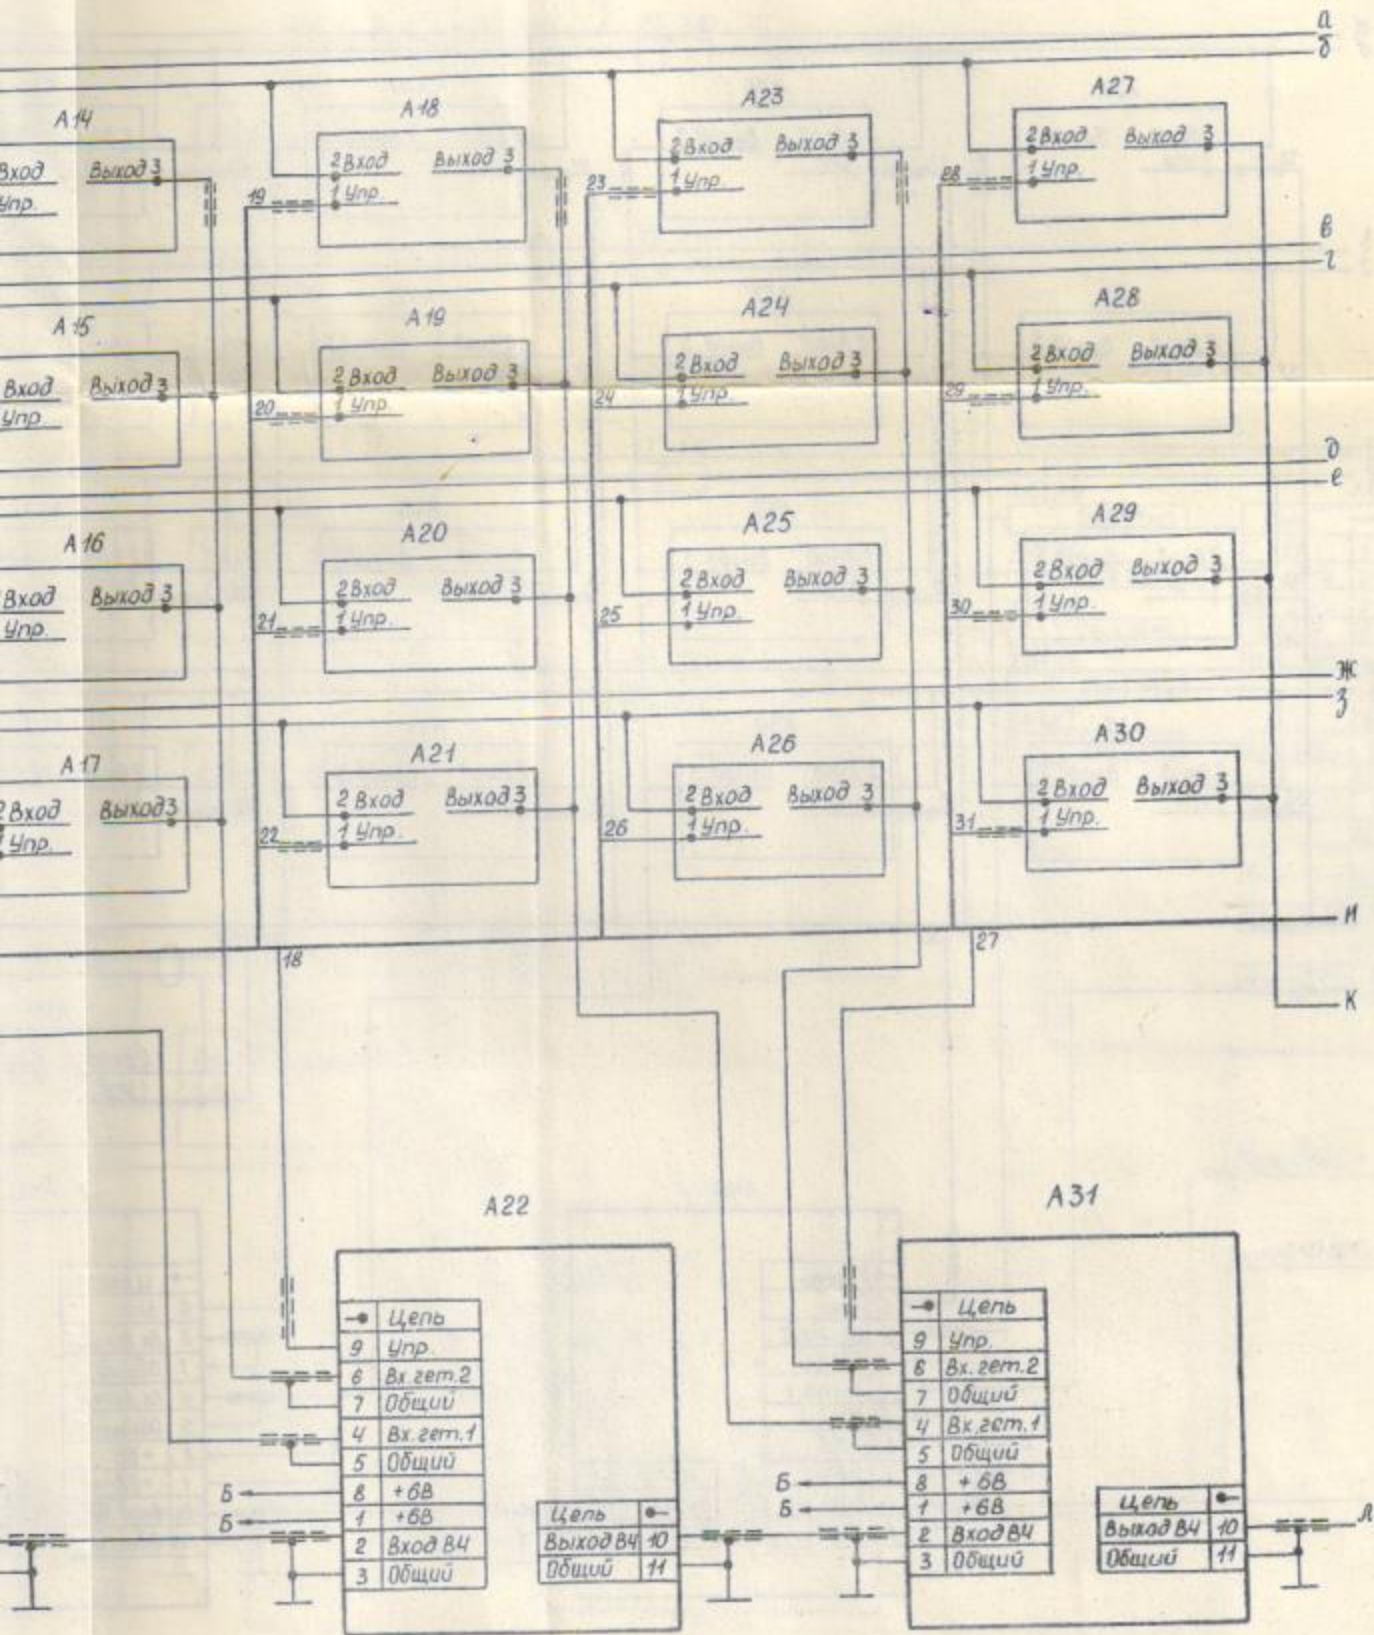 а
б
А14
А18
А23
А27
Вход Выход 3
Упр.
2 Вход Выход 3
1 Упр.
19
2 Вход Выход 3
1 Упр.
23
2 Вход Выход 3
1 Упр.
28
в
г
А15
А19
А24
А28
Вход Выход 3
Упр.
2 Вход Выход 3
1 Упр.
20
2 Вход Выход 3
1 Упр.
24
2 Вход Выход 3
1 Упр.
29
д
е
А16
А20
А25
А29
Вход Выход 3
Упр.
2 Вход Выход 3
1 Упр.
21
2 Вход Выход 3
1 Упр.
25
2 Вход Выход 3
1 Упр.
30
ж
з
А17
А21
А26
А30
2 Вход Выход 3
1 Упр.
2 Вход Выход 3
1 Упр.
22
2 Вход Выход 3
1 Упр.
26
2 Вход Выход 3
1 Упр.
31
и
18
27
к
А22
Цепь
9 Упр.
6 Вх. гет.2
7 Общий
4 Вх. гет.1
5 Общий
Б 8 +6В
Б 1 +6В
2 Вход ВЧ
3 Общий
Цепь
Выход ВЧ 10
Общий 11
А31
Цепь
9 Упр.
6 Вх. гет.2
7 Общий
4 Вх. гет.1
5 Общий
Б 8 +6В
Б 1 +6В
2 Вход ВЧ
3 Общий
Цепь
Выход ВЧ 10
Общий 11
л